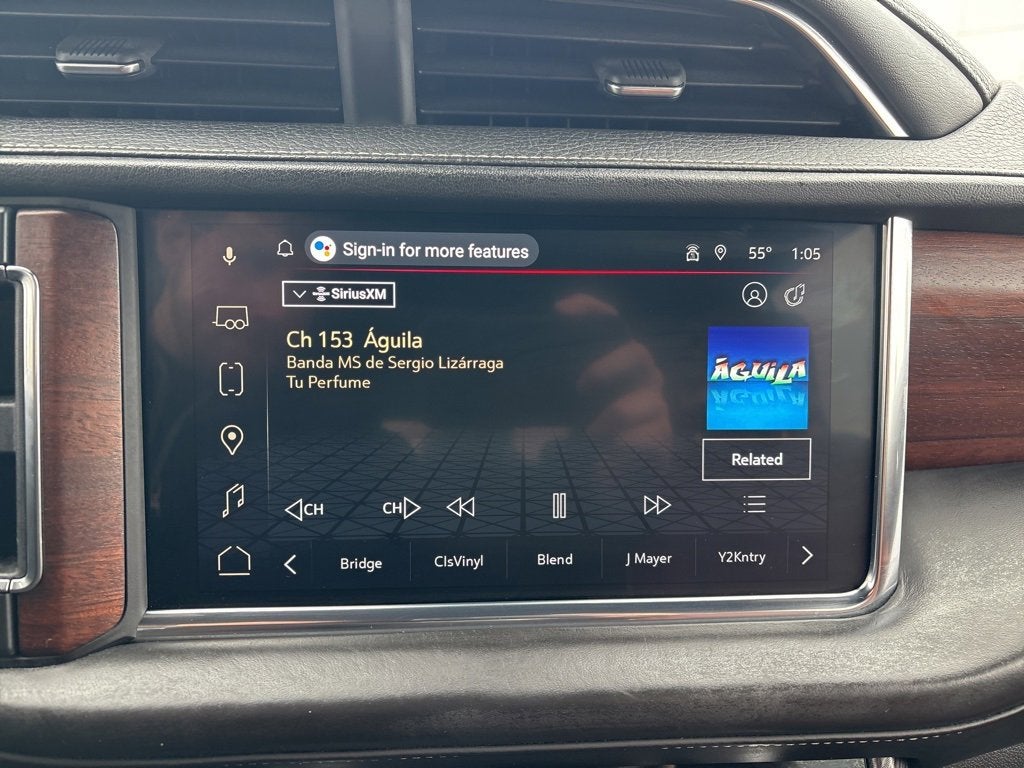 Sign-in for more features
55° 1:05
SiriusXM
Ch 153 Águila
Banda MS de Sergio Lizárraga
Tu Perfume
ÁGUILA
Related
CH CH
Bridge ClsVinyl Blend J Mayer Y2Kntry